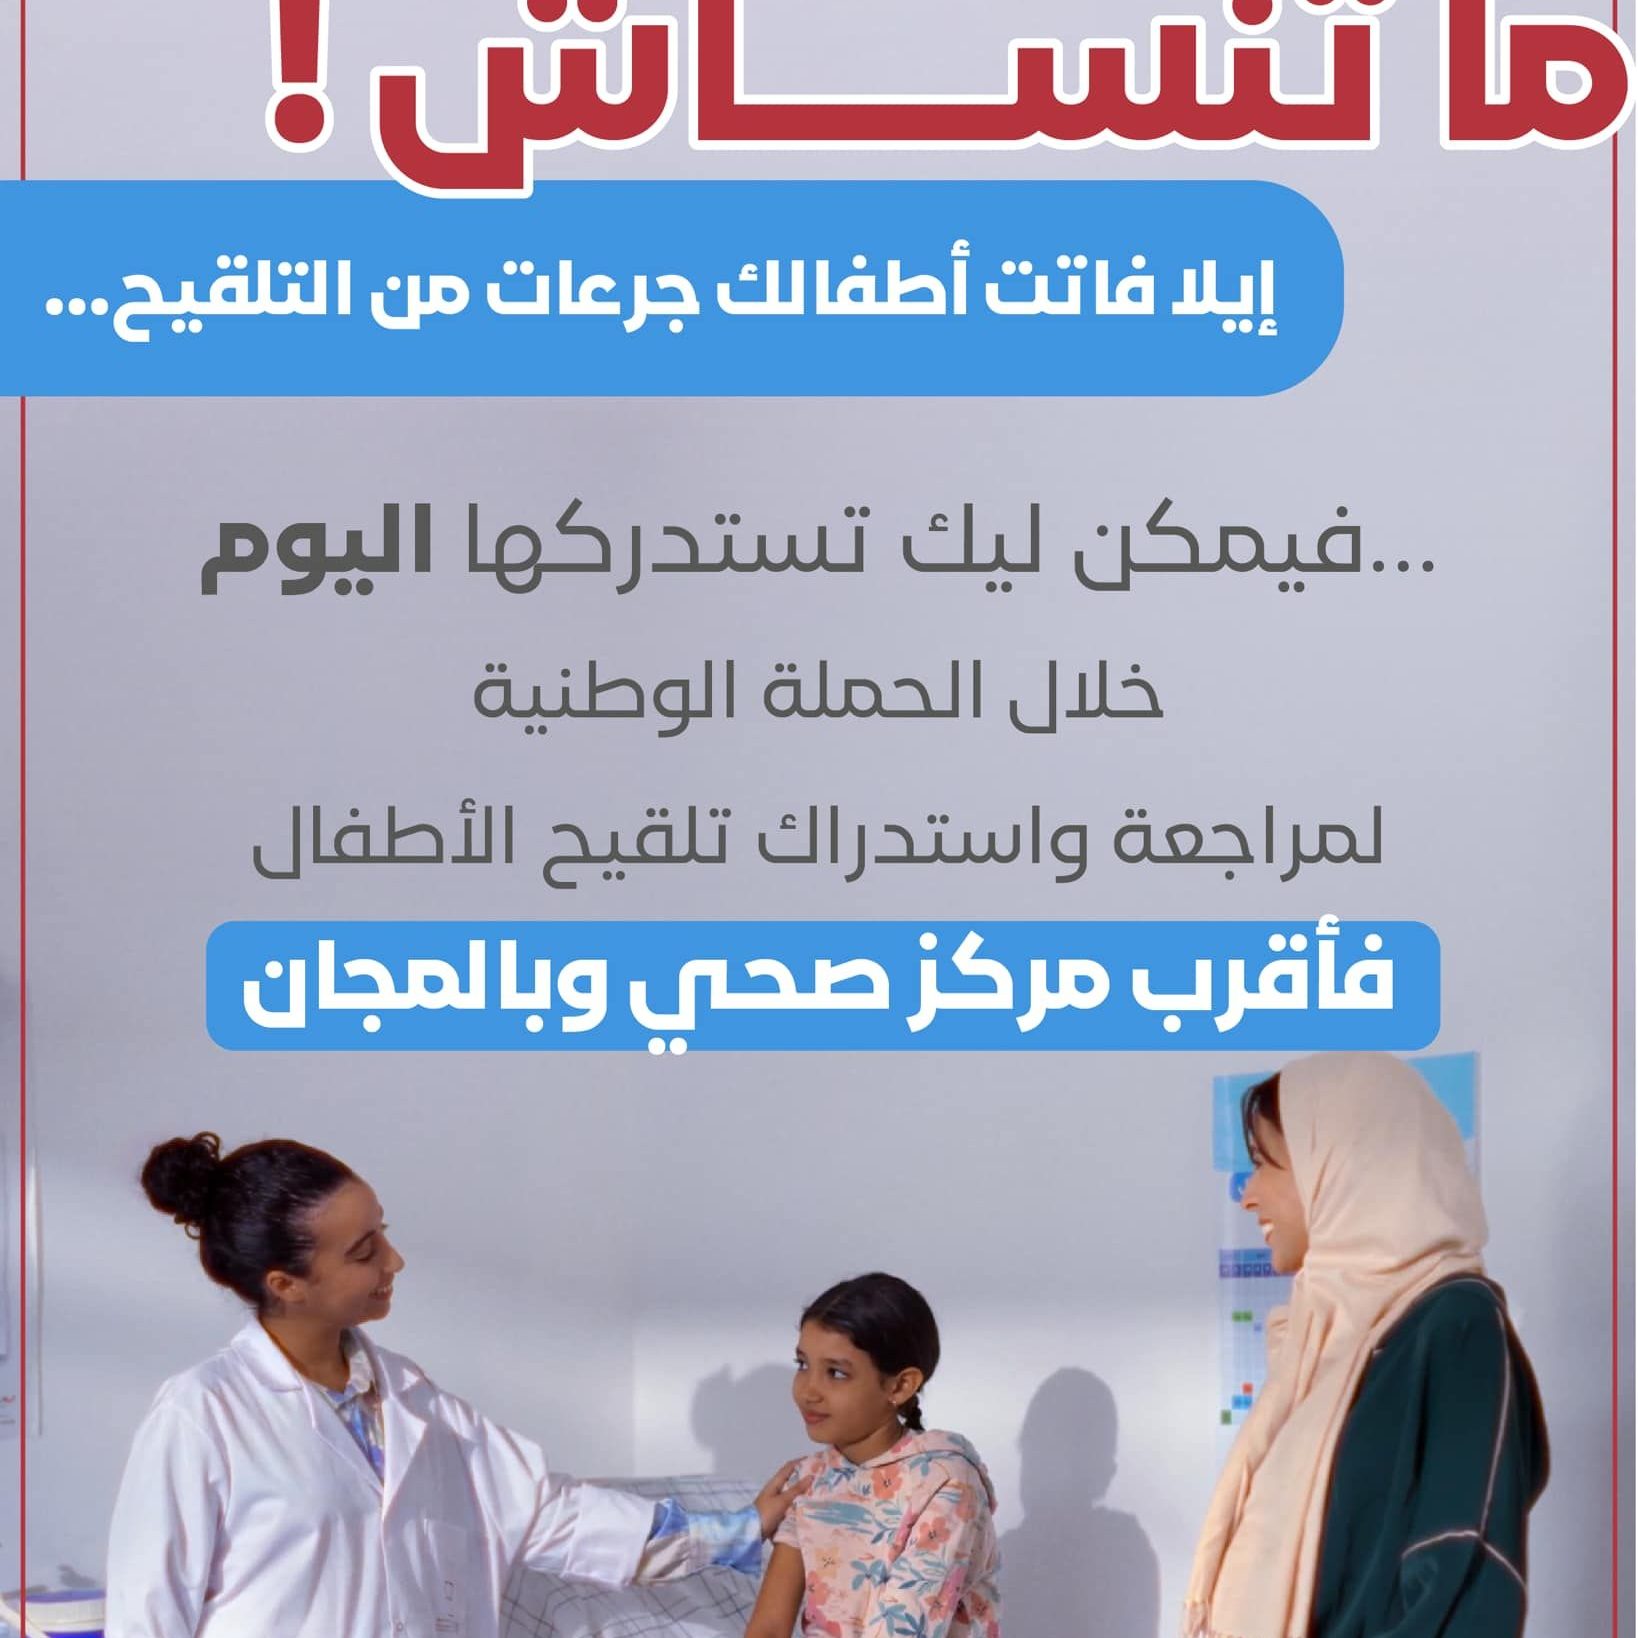 ما تنساش!
إيلا فاتت أطفالك جرعات من التلقيح...
...فيمكن ليك تستدركها اليوم
خلال الحملة الوطنية
لمراجعة واستدراك تلقيح الأطفال
فأقرب مركز صحي وبالمجان